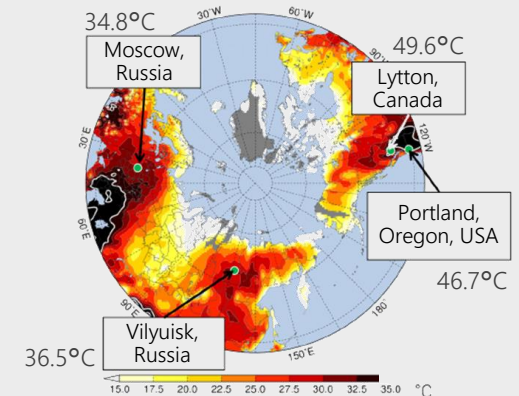 34.8°C
30°W
60°W
Moscow,
Russia
49.6°C
90°W
Lytton,
Canada
120°W
30°E
60°E
Portland,
Oregon, USA
46.7°C
90°E
180°
Vilyuisk,
Russia
36.5°C
150°E
15.0 17.5 20.0 22.5 25.0 27.5 30.0 32.5 35.0 °C